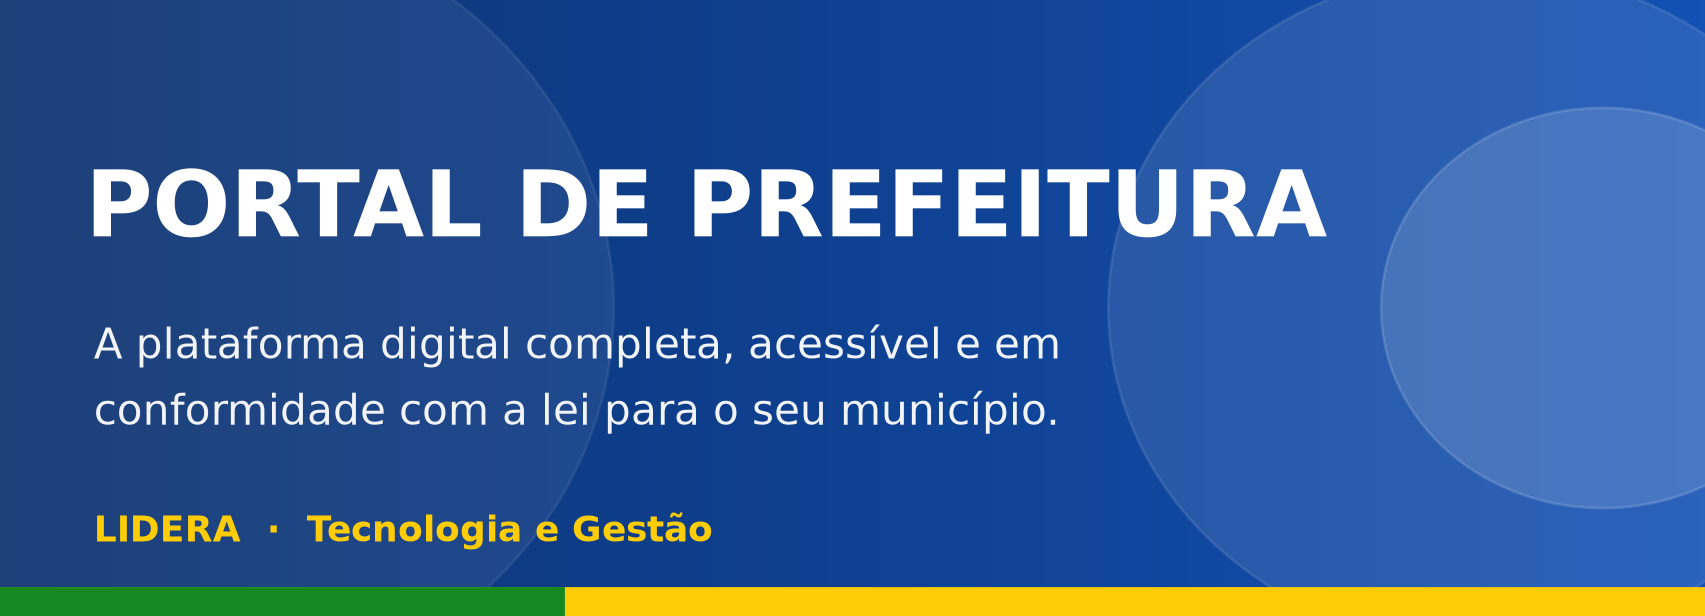 PORTAL DE PREFEITURA
A plataforma digital completa, acessível e em
conformidade com a lei para o seu município.
LIDERA · Tecnologia e Gestão